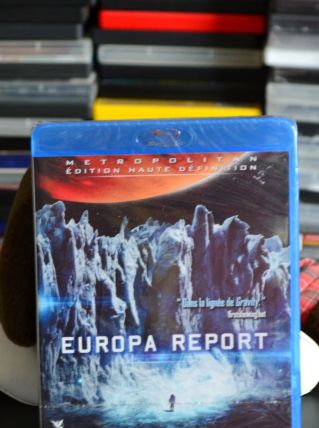 METROPOLITAN
ÉDITION HAUTE DÉFINITION
"Dans la lignée de Gravity."
EUROPA REPORT